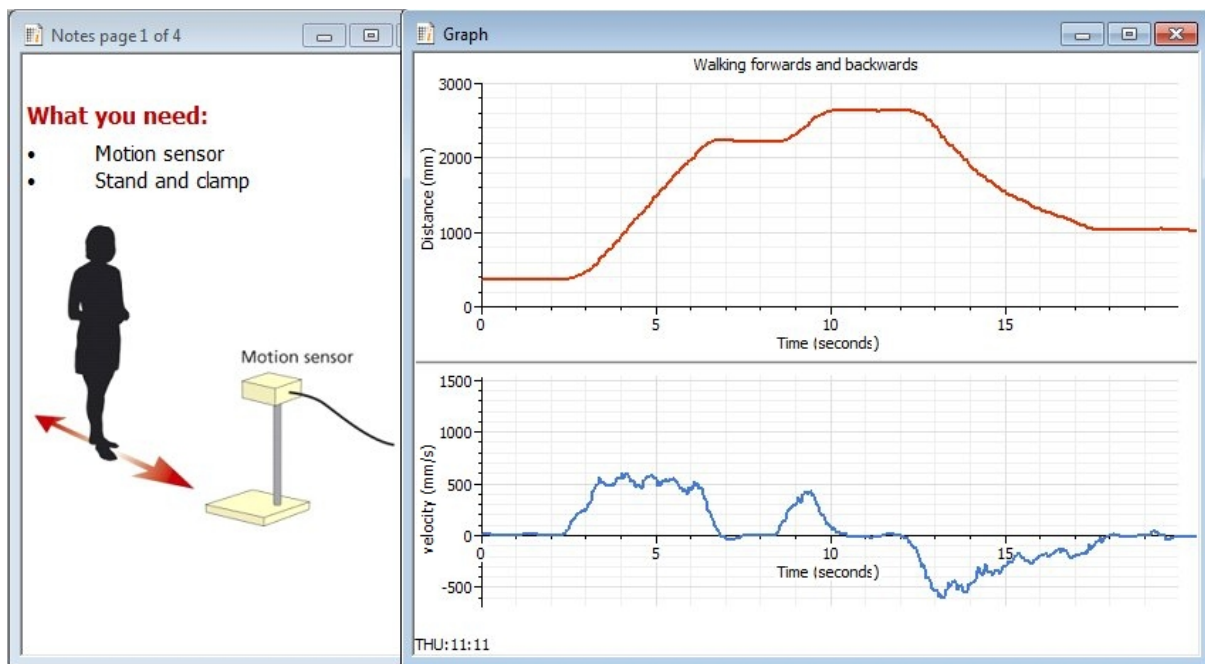 Notes page 1 of 4
What you need:
• Motion sensor
• Stand and clamp
Motion sensor
Graph
Walking forwards and backwards
3000
2000
1000
0
Distance (mm)
0 5 10 15
Time (seconds)
1500
1000
500
0
-500
velocity (mm/s)
0 5 10 15
Time (seconds)
THU:11:11